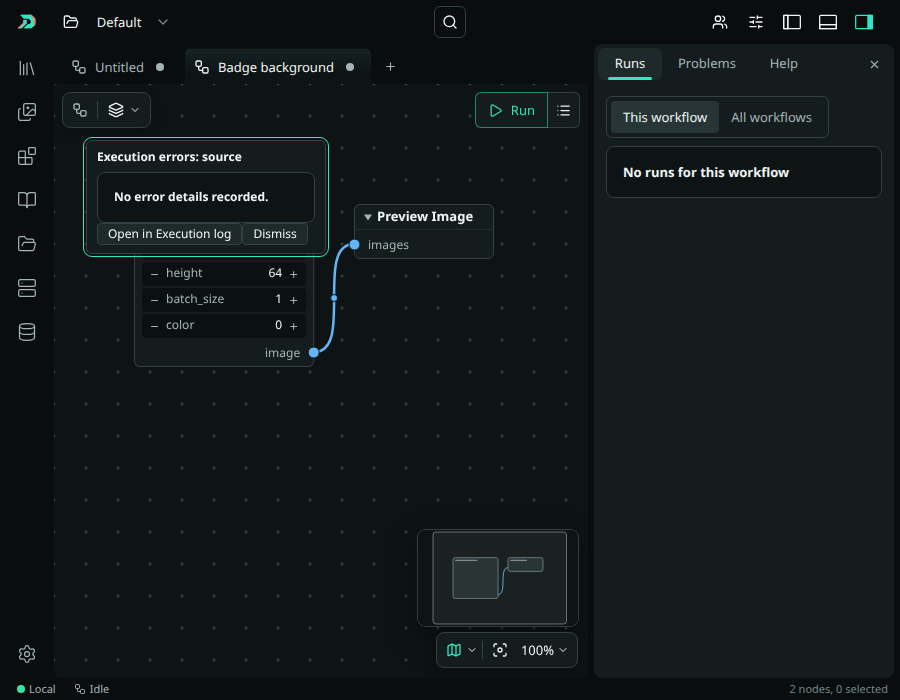 Default
Untitled
Badge background
Runs
Problems
Help
Run
This workflow
All workflows
No runs for this workflow
Execution errors: source
No error details recorded.
Open in Execution log
Dismiss
Preview Image
images
height 64
batch_size 1
color 0
image
100%
Local
Idle
2 nodes, 0 selected